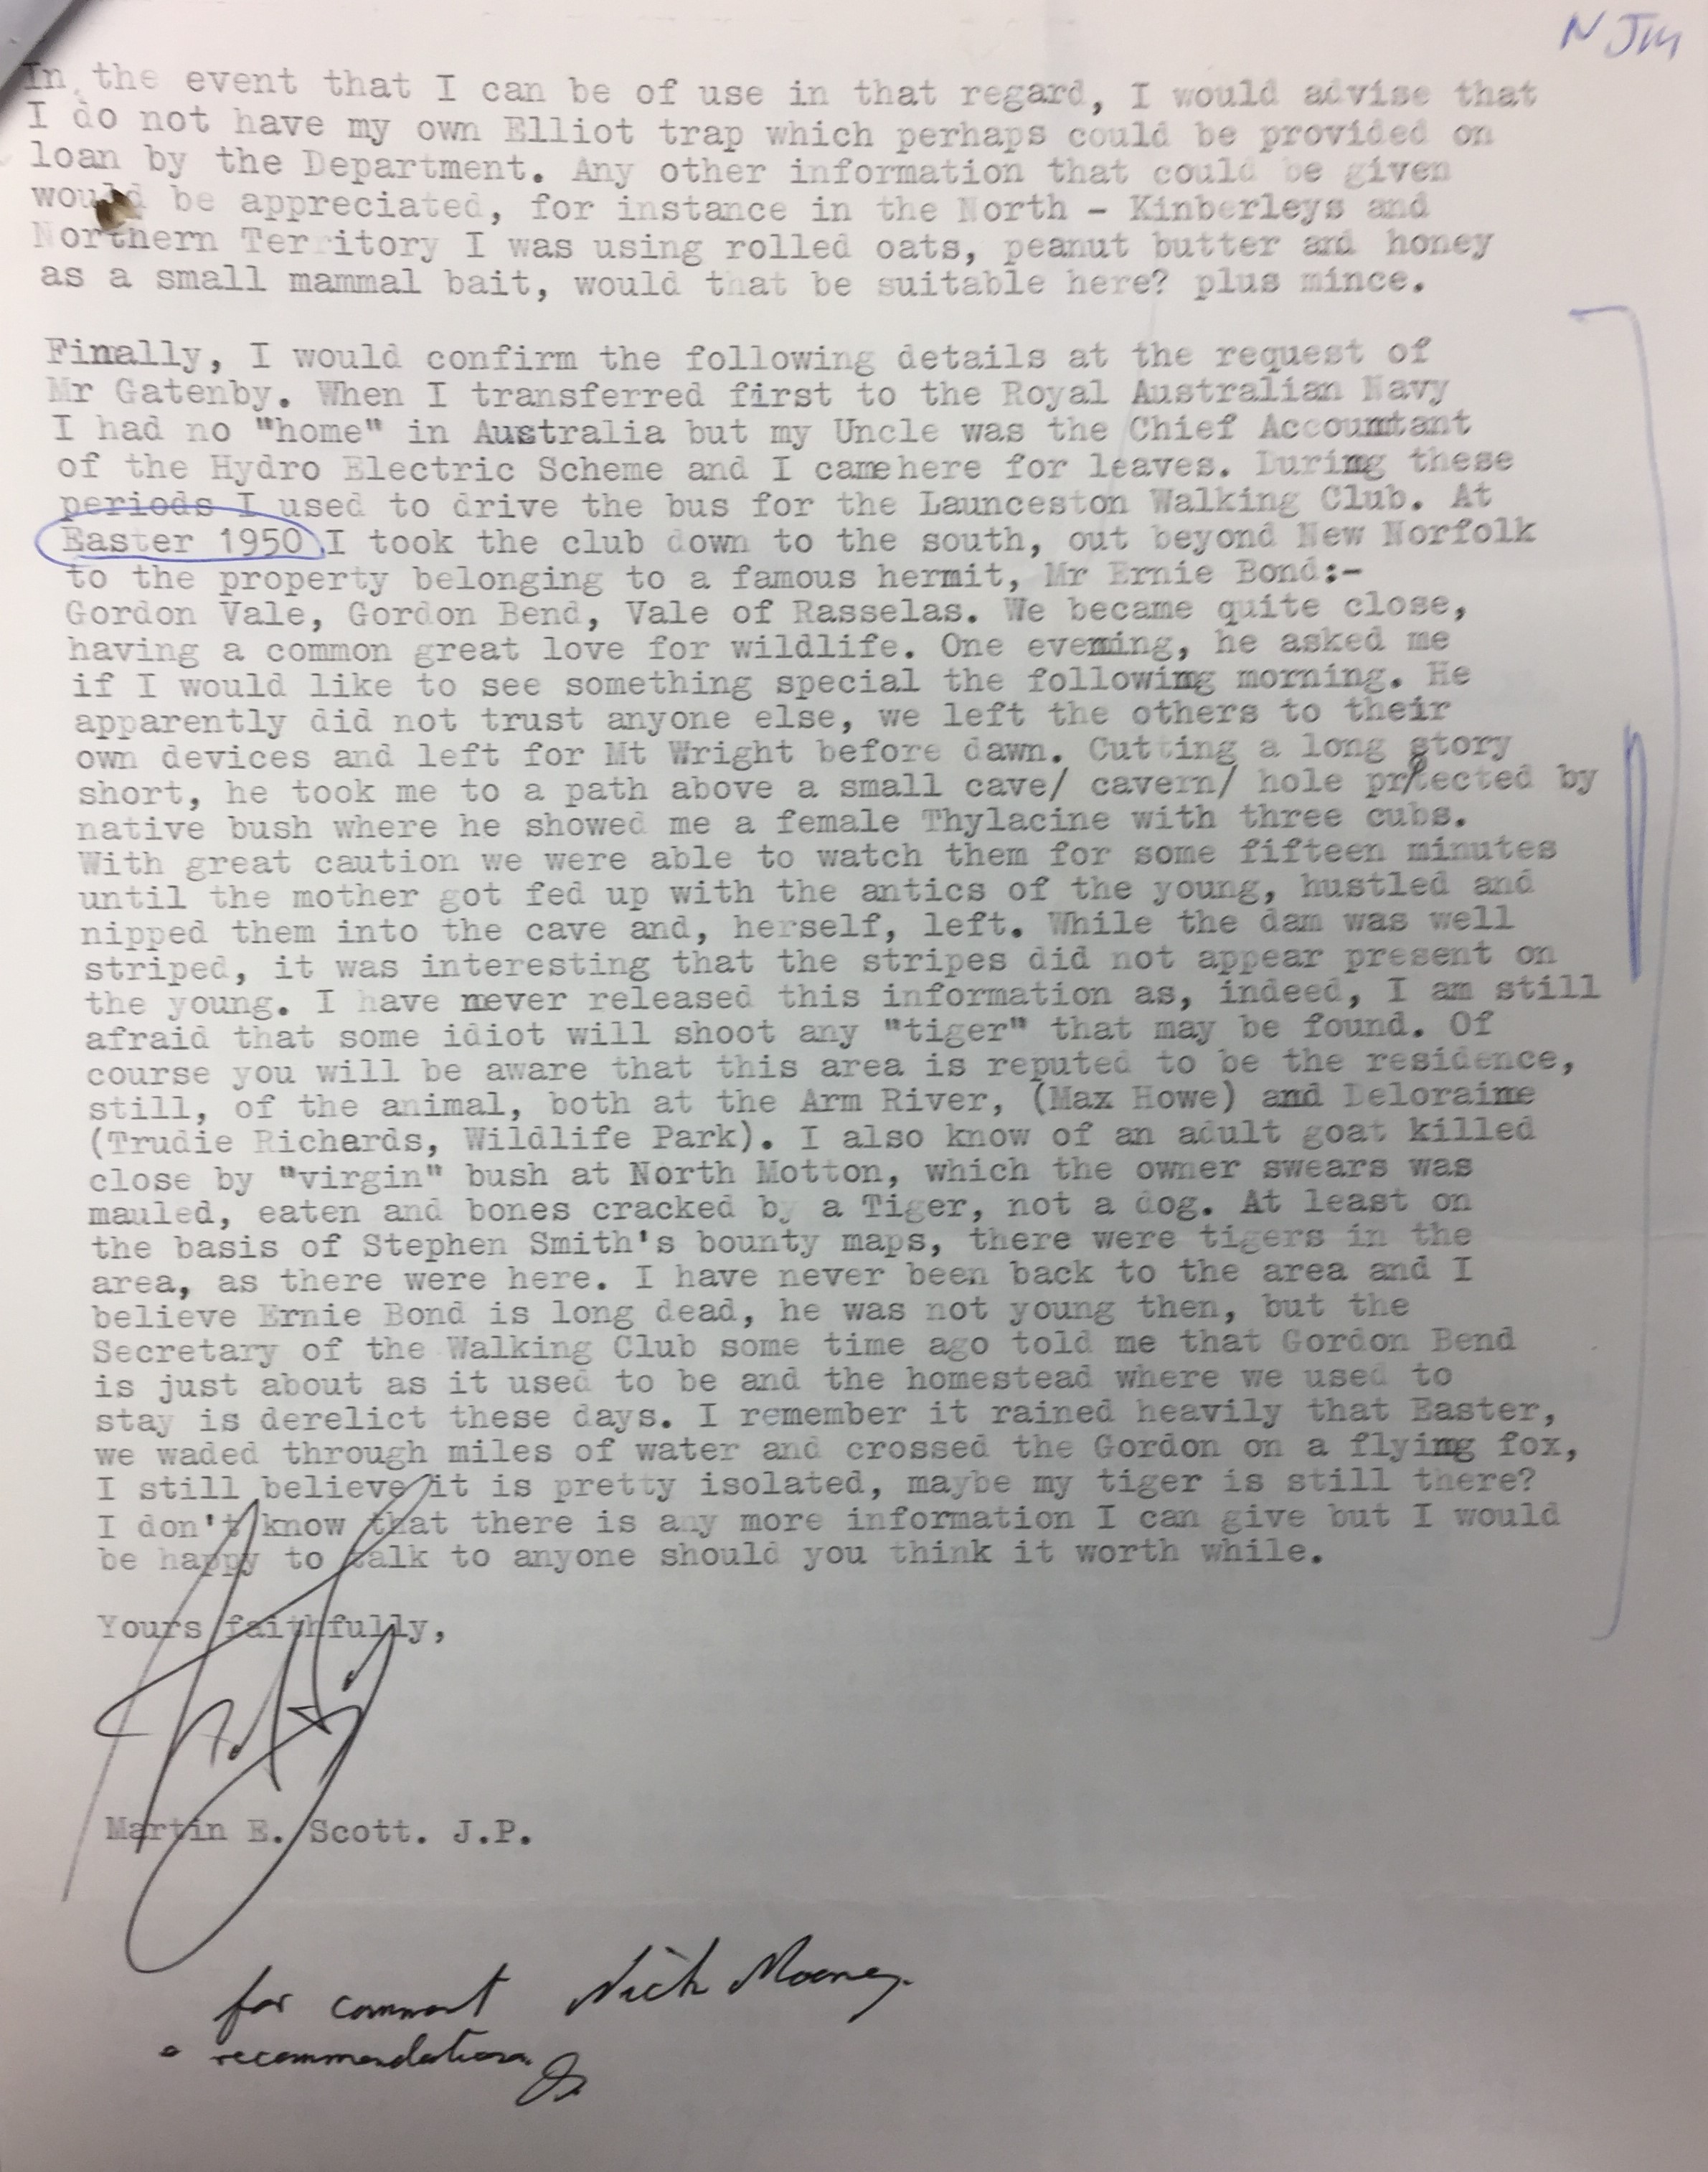 N Jm
In the event that I can be of use in that regard, I would advise that
I do not have my own Elliot trap which perhaps could be provided on
loan by the Department. Any other information that could be given
would be appreciated, for instance in the North - Kinberleys and
Northern Territory I was using rolled oats, peanut butter and honey
as a small mammal bait, would that be suitable here? plus mince.
Finally, I would confirm the following details at the request of
Mr Gatenby. When I transferred first to the Royal Australian Navy
I had no "home" in Australia but my Uncle was the Chief Accountant
of the Hydro Electric Scheme and I came here for leaves. During these
periods I used to drive the bus for the Launceston Walking Club. At
Easter 1950 I took the club down to the south, out beyond New Norfolk
to the property belonging to a famous hermit, Mr Ernie Bond:-
Gordon Vale, Gordon Bend, Vale of Rasselas. We became quite close,
having a common great love for wildlife. One evening, he asked me
if I would like to see something special the following morning. He
apparently did not trust anyone else, we left the others to their
own devices and left for Mt Wright before dawn. Cutting a long story
short, he took me to a path above a small cave/ cavern/ hole protected by
native bush where he showed me a female Thylacine with three cubs.
With great caution we were able to watch them for some fifteen minutes
until the mother got fed up with the antics of the young, hustled and
nipped them into the cave and, herself, left. While the dam was well
striped, it was interesting that the stripes did not appear present on
the young. I have never released this information as, indeed, I am still
afraid that some idiot will shoot any "tiger" that may be found. Of
course you will be aware that this area is reputed to be the residence,
still, of the animal, both at the Arm River, (Max Howe) and Deloraine
(Trudie Richards, Wildlife Park). I also know of an adult goat killed
close by "virgin" bush at North Motton, which the owner swears was
mauled, eaten and bones cracked by a Tiger, not a dog. At least on
the basis of Stephen Smith's bounty maps, there were tigers in the
area, as there were here. I have never been back to the area and I
believe Ernie Bond is long dead, he was not young then, but the
Secretary of the Walking Club some time ago told me that Gordon Bend
is just about as it used to be and the homestead where we used to
stay is derelict these days. I remember it rained heavily that Easter,
we waded through miles of water and crossed the Gordon on a flying fox,
I still believe it is pretty isolated, maybe my tiger is still there?
I don't know that there is any more information I can give but I would
be happy to talk to anyone should you think it worth while.
Yours faithfully,
Martin E. Scott. J.P.
for comment Nick Mooney.
recommendations